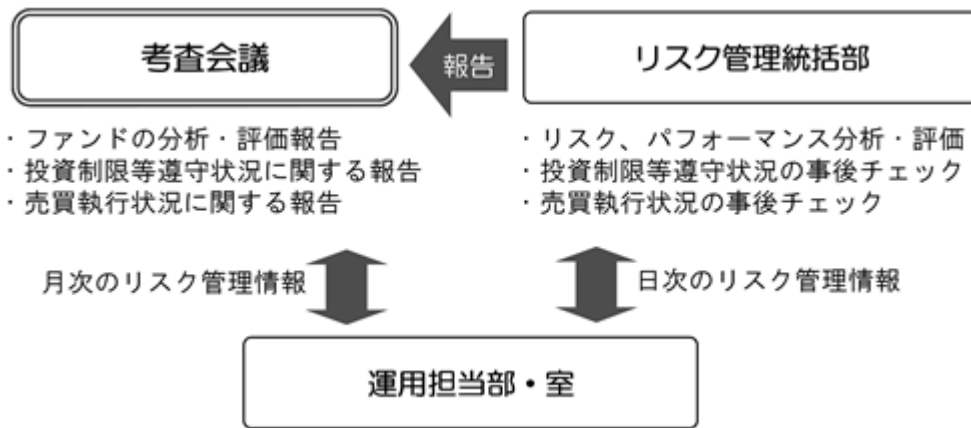 考査会議
報告
リスク管理統括部
・ファンドの分析・評価報告
・投資制限等遵守状況に関する報告
・売買執行状況に関する報告
・リスク、パフォーマンス分析・評価
・投資制限等遵守状況の事後チェック
・売買執行状況の事後チェック
月次のリスク管理情報
日次のリスク管理情報
運用担当部・室